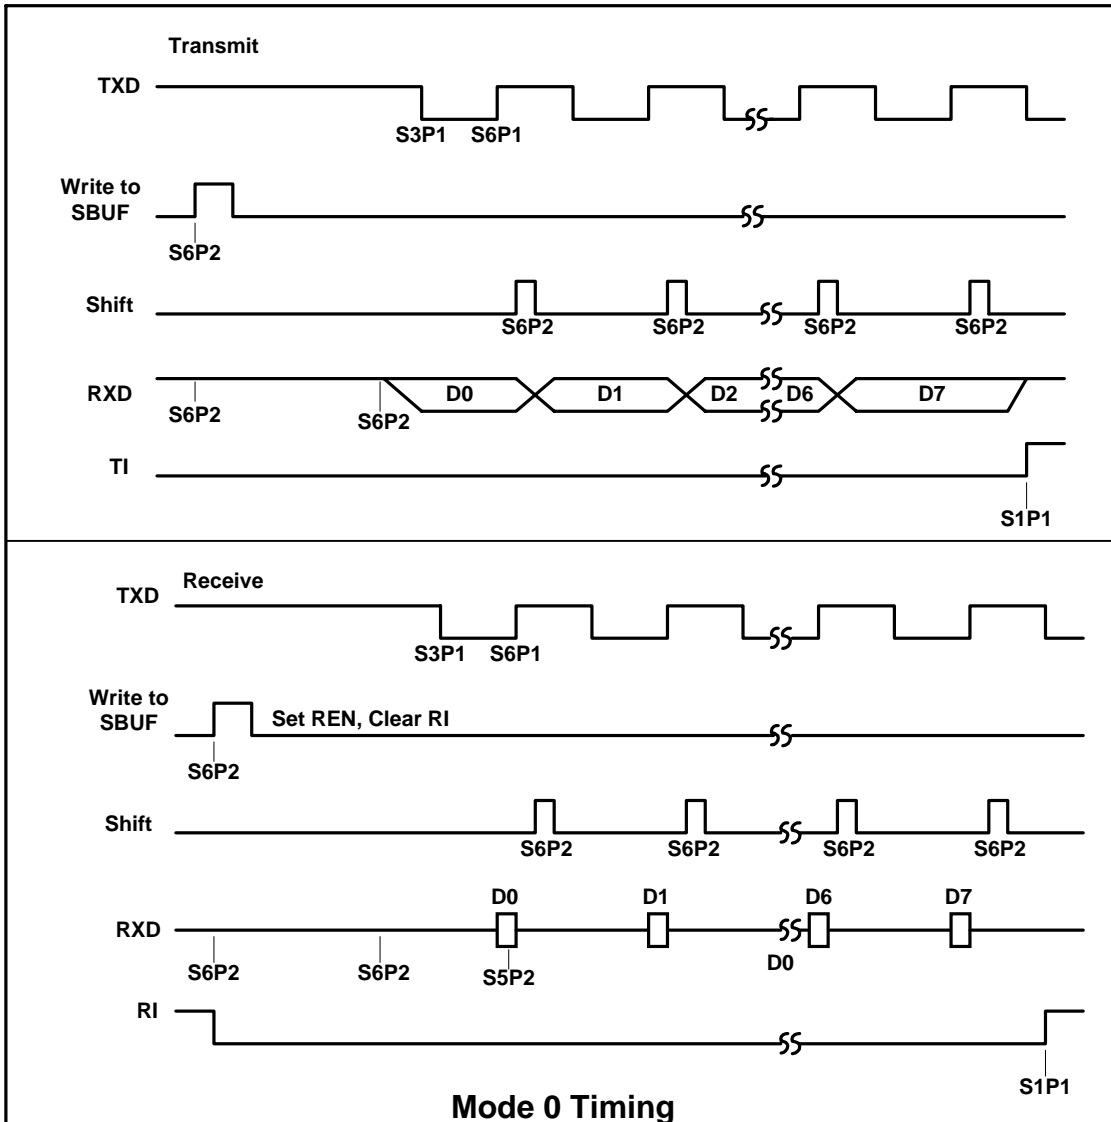 Transmit
TXD
S3P1 S6P1
Write to
SBUF
S6P2
Shift
S6P2 S6P2 S6P2 S6P2
RXD D0 D1 D2 D6 D7
S6P2 S6P2
TI
S1P1
Receive
TXD
S3P1 S6P1
Write to
SBUF
Set REN, Clear RI
S6P2
Shift
S6P2 S6P2 S6P2 S6P2
D0 D1 D6 D7
RXD
D0
S6P2 S6P2 S5P2
RI
S1P1
Mode 0 Timing